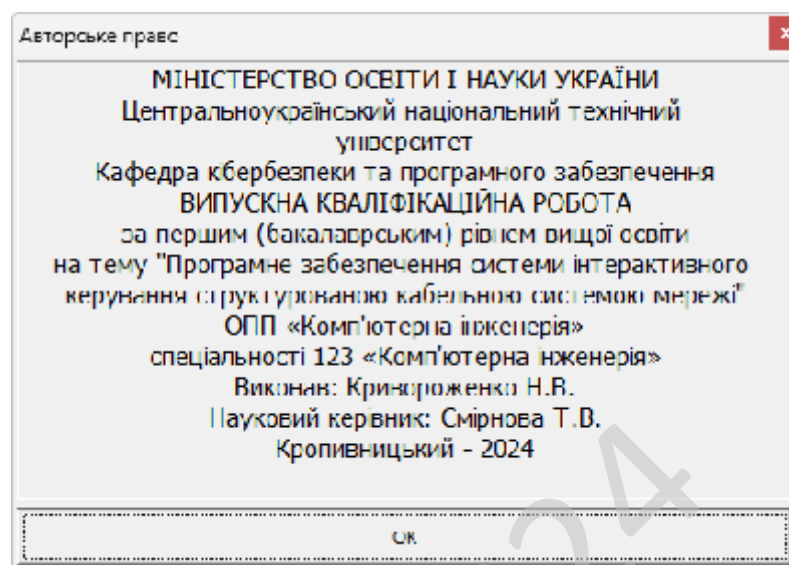 Авторське право
МІНІСТЕРСТВО ОСВІТИ І НАУКИ УКРАЇНИ
Центральноукраїнський національний технічний
університет
Кафедра кібербезпеки та програмного забезпечення
ВИПУСКНА КВАЛІФІКАЦІЙНА РОБОТА
за першим (бакалаврським) рівнем вищої освіти
на тему "Програмне забезпечення системи інтерактивного
керування структурованою кабельною системою мережі"
ОПП «Комп'ютерна інженерія»
спеціальності 123 «Комп'ютерна інженерія»
Виконав: Кривороженко Н.В.
Науковий керівник: Смірнова Т.В.
Кропивницький - 2024
OK
24